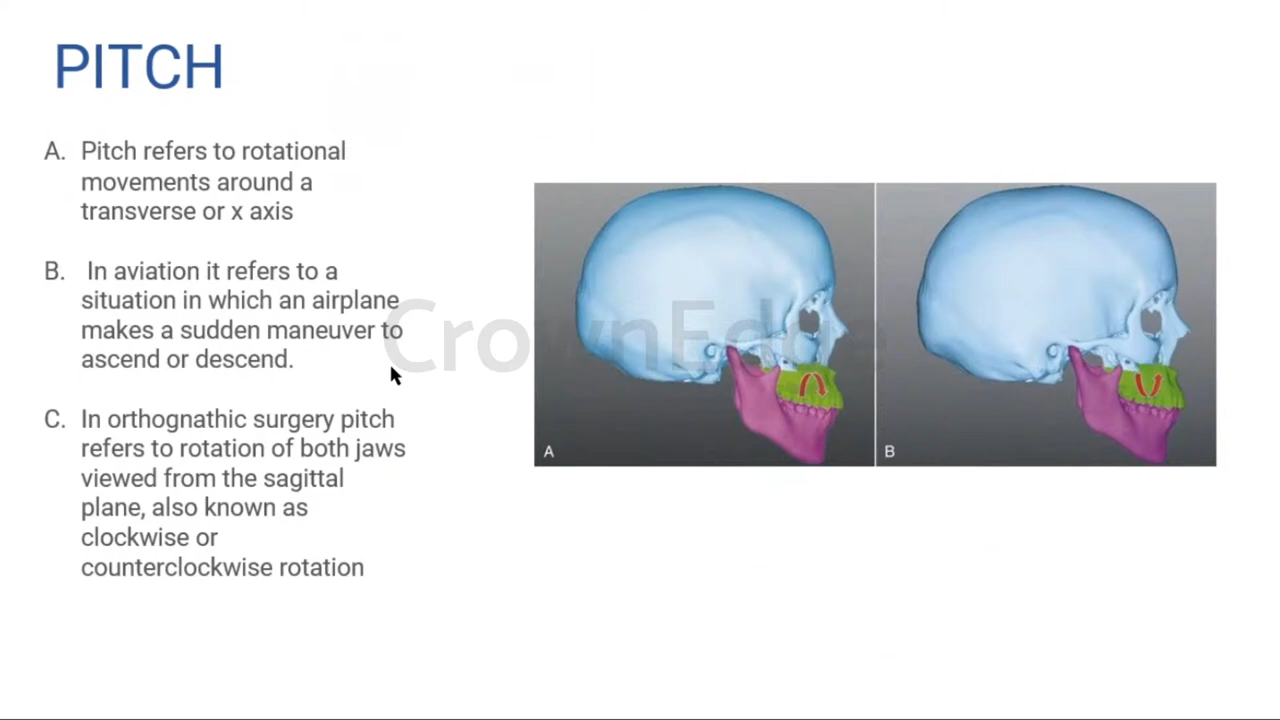 PITCH
A. Pitch refers to rotational
movements around a
transverse or x axis
B. In aviation it refers to a
situation in which an airplane
makes a sudden maneuver to
ascend or descend.
C. In orthognathic surgery pitch
refers to rotation of both jaws
viewed from the sagittal
plane, also known as
clockwise or
counterclockwise rotation
CrownEdge
A
B